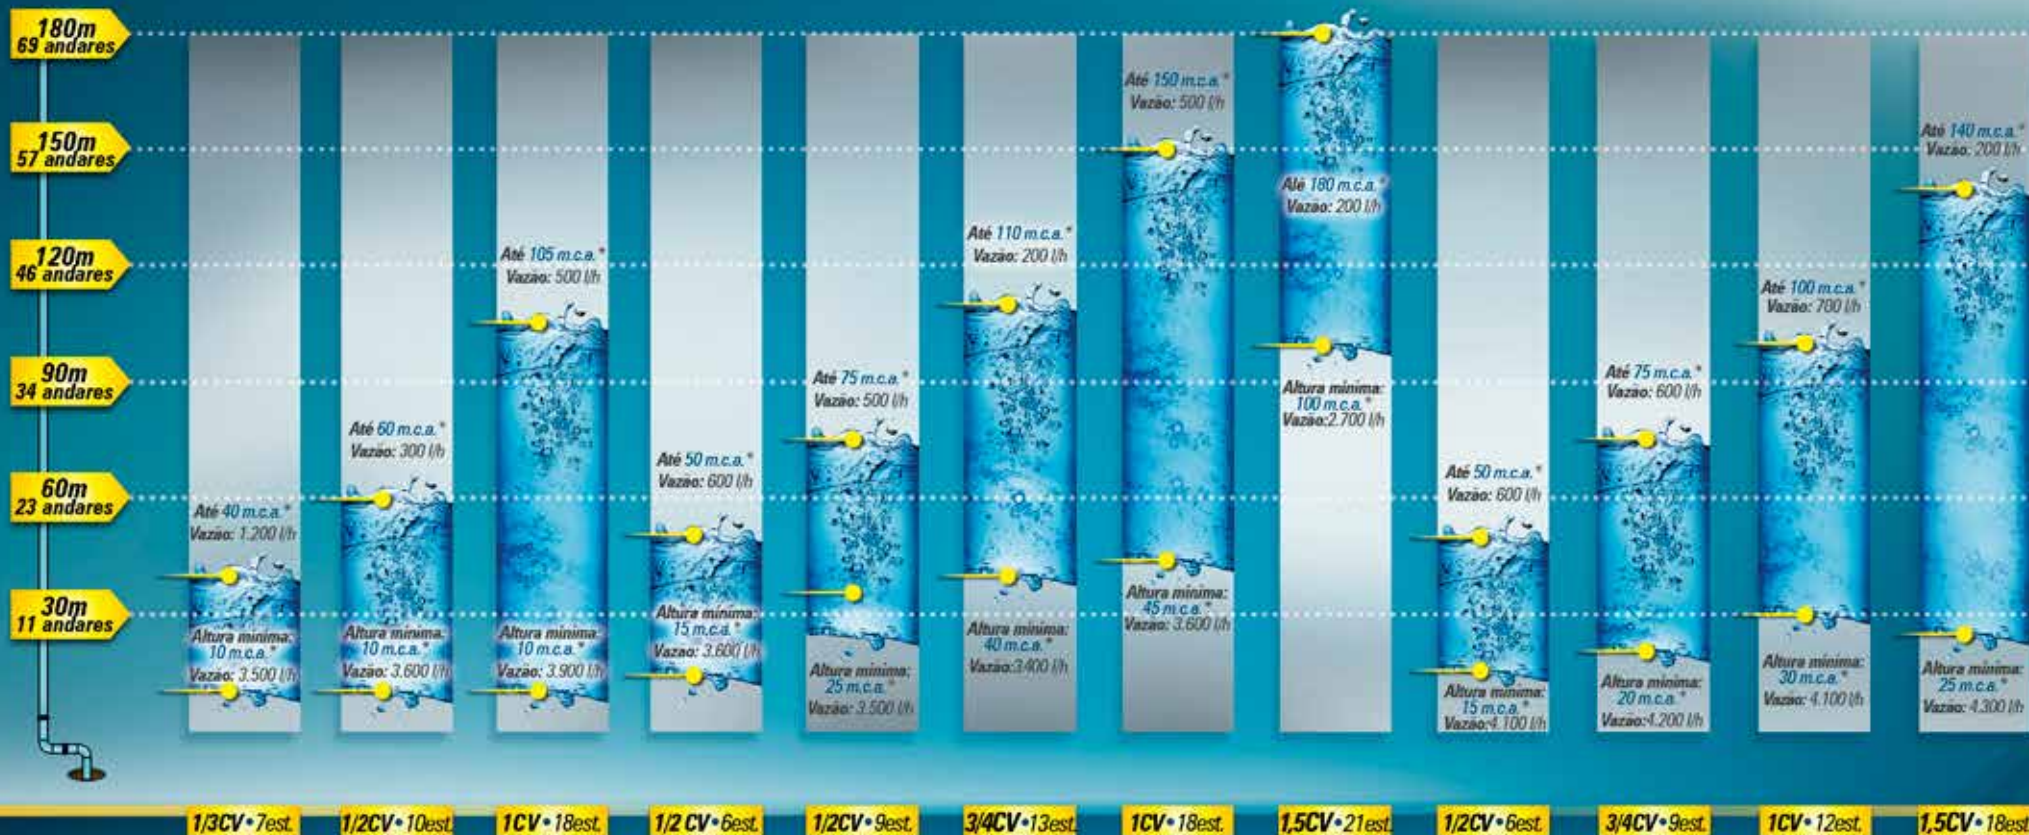 180m
69 andares
150m
57 andares
120m
46 andares
90m
34 andares
60m
23 andares
30m
11 andares
Até 40 m.c.a.*
Vazão: 1.200 l/h
Altura mínima:
10 m.c.a.*
Vazão: 3.500 l/h
1/3CV•7est.
Até 60 m.c.a.*
Vazão: 300 l/h
Altura mínima:
10 m.c.a.*
Vazão: 3.600 l/h
1/2CV•10est.
Até 105 m.c.a.*
Vazão: 500 l/h
Altura mínima:
10 m.c.a.*
Vazão: 3.900 l/h
1CV•18est.
Até 50 m.c.a.*
Vazão: 600 l/h
Altura mínima:
15 m.c.a.*
Vazão: 3.600 l/h
1/2 CV•6est.
Até 75 m.c.a.*
Vazão: 500 l/h
Altura mínima:
25 m.c.a.*
Vazão: 3.500 l/h
1/2CV•9est.
Até 110 m.c.a.*
Vazão: 200 l/h
Altura mínima:
40 m.c.a.*
Vazão:3.400 l/h
3/4CV•13est.
Até 150 m.c.a.*
Vazão: 500 l/h
Altura mínima:
45 m.c.a.*
Vazão: 3.600 l/h
1CV•18est.
Até 180 m.c.a.*
Vazão: 200 l/h
Altura mínima:
100 m.c.a.*
Vazão:2.700 l/h
1,5CV•21est.
Até 50 m.c.a.*
Vazão: 600 l/h
Altura mínima:
15 m.c.a.*
Vazão:4.100 l/h
1/2CV•6est.
Até 75 m.c.a.*
Vazão: 600 l/h
Altura mínima:
20 m.c.a.*
Vazão:4.200 l/h
3/4CV•9est.
Até 100 m.c.a.*
Vazão: 700 l/h
Altura mínima:
30 m.c.a.*
Vazão: 4.100 l/h
1CV•12est.
Até 140 m.c.a.*
Vazão: 200 l/h
Altura mínima:
25 m.c.a.*
Vazão: 4.300 l/h
1,5CV•18est.